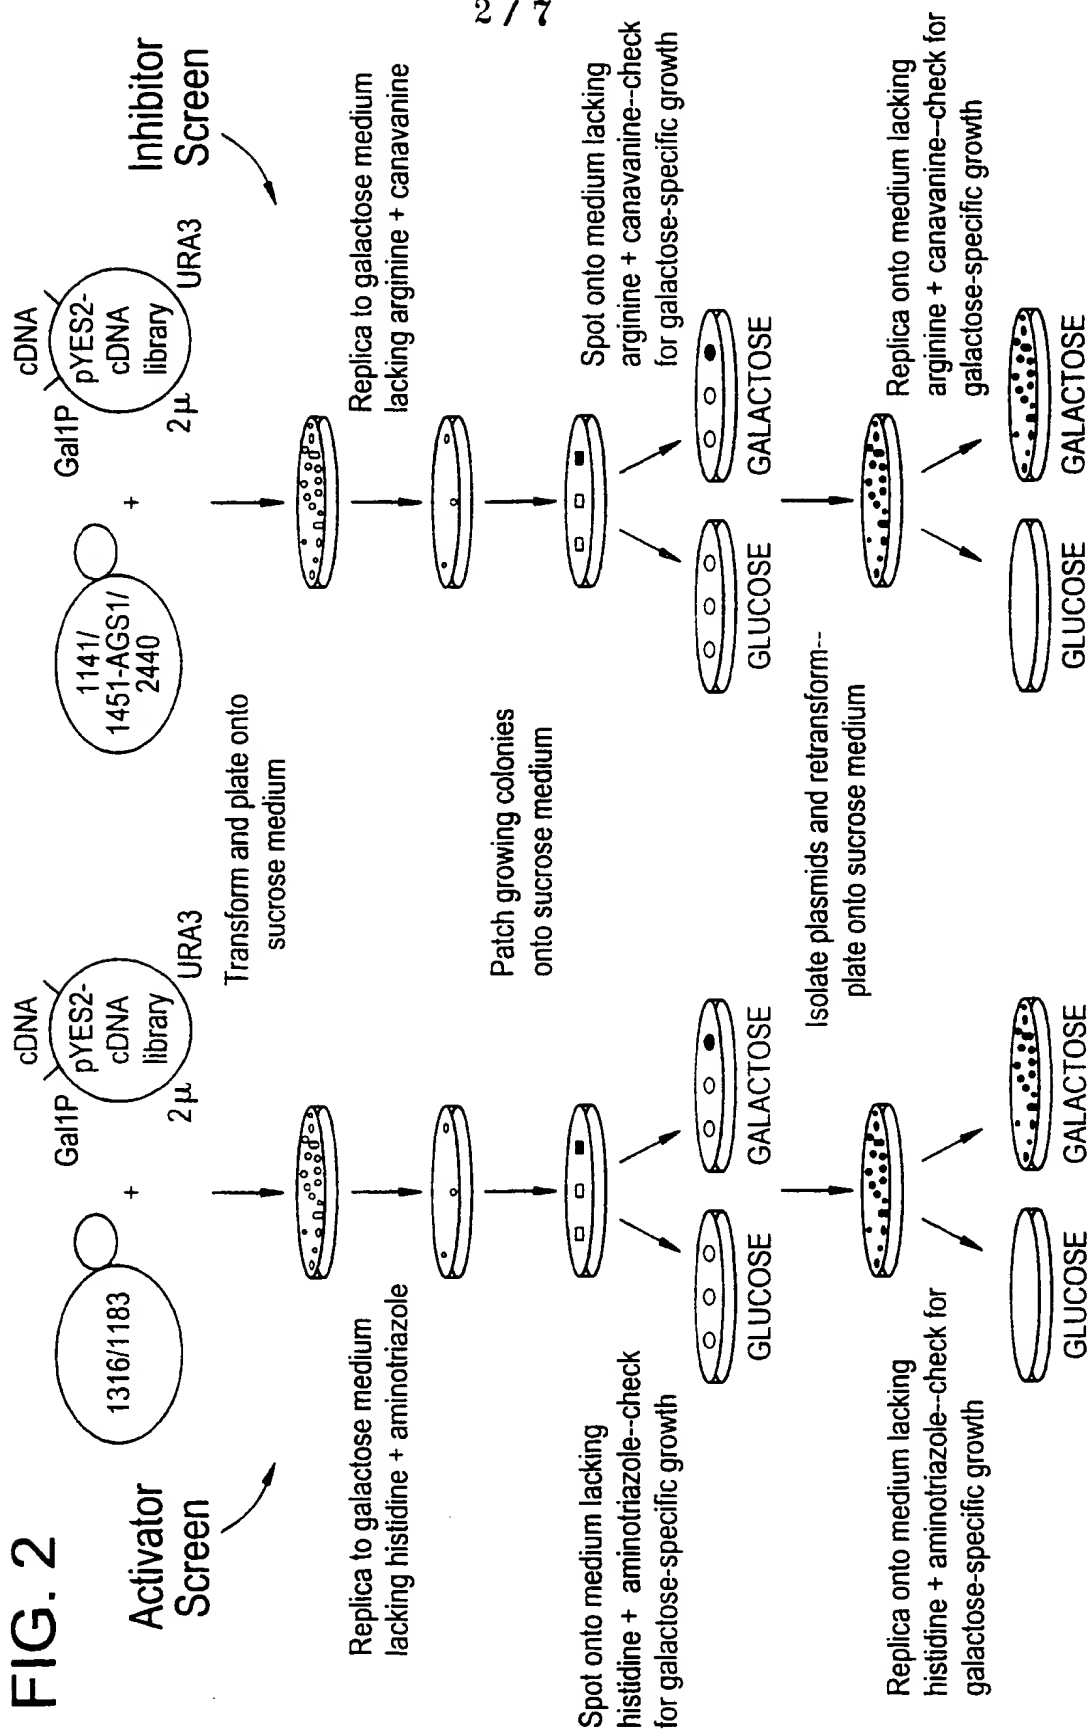 2 / 7
FIG. 2
Activator
Screen
1316/1183
+
Gal1P
cDNA
pYES2-
cDNA
library
2μ
URA3
Transform and plate onto
sucrose medium
1141/
1451-AGS1/
2440
+
Gal1P
cDNA
pYES2-
cDNA
library
2μ
URA3
Inhibitor
Screen
Replica to galactose medium
lacking histidine + aminotriazole
Replica to galactose medium
lacking arginine + canavanine
Patch growing colonies
onto sucrose medium
Spot onto medium lacking
histidine + aminotriazole--check
for galactose-specific growth
Spot onto medium lacking
arginine + canavanine--check
for galactose-specific growth
GLUCOSE
GALACTOSE
GLUCOSE
GALACTOSE
Isolate plasmids and retransform--
plate onto sucrose medium
Replica onto medium lacking
histidine + aminotriazole--check for
galactose-specific growth
Replica onto medium lacking
arginine + canavanine--check for
galactose-specific growth
GLUCOSE
GALACTOSE
GLUCOSE
GALACTOSE